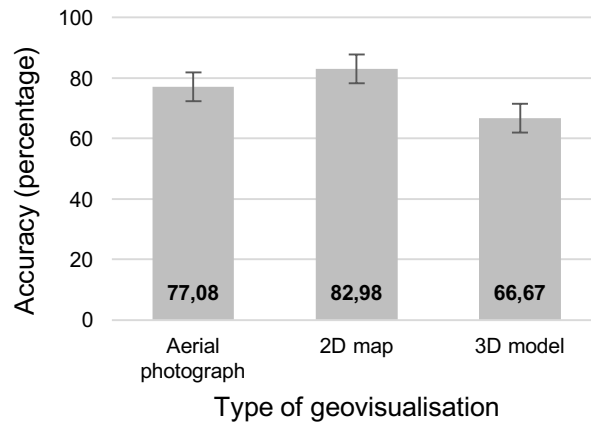 Accuracy (percentage)
100
80
60
40
20
0
77,08
82,98
66,67
Aerial
photograph
2D map
3D model
Type of geovisualisation